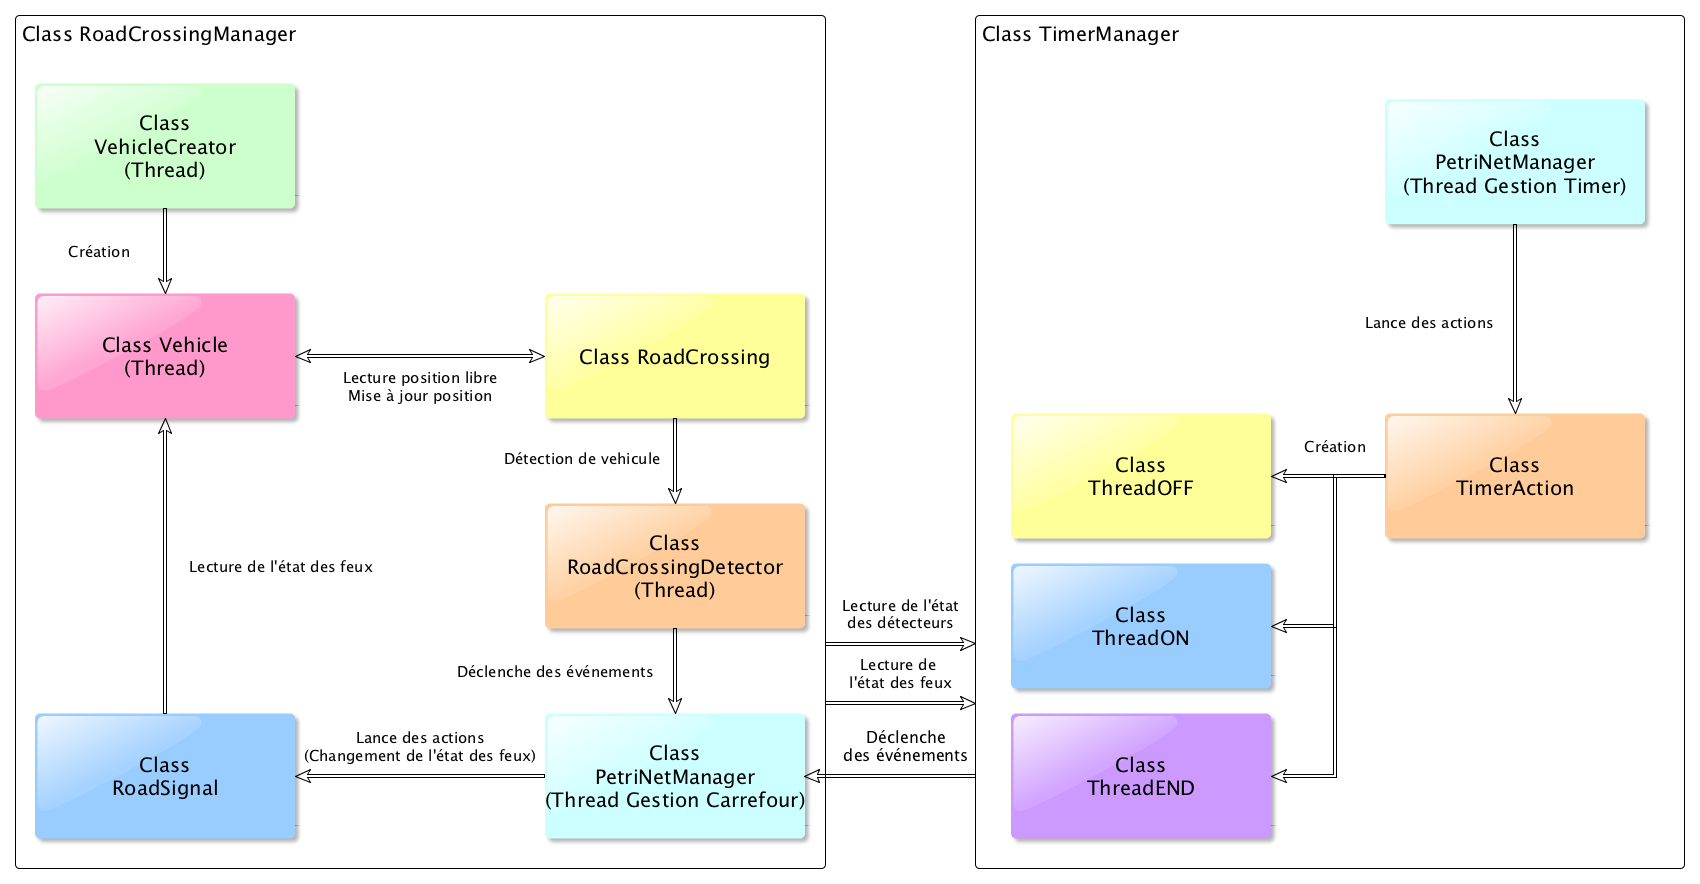 Class RoadCrossingManager
Class
VehicleCreator
(Thread)
Création
Class Vehicle
(Thread)
Lecture position libre
Mise à jour position
Class RoadCrossing
Détection de vehicule
Class
RoadCrossingDetector
(Thread)
Lecture de l'état des feux
Déclenche des événements
Class
RoadSignal
Lance des actions
(Changement de l'état des feux)
Class
PetriNetManager
(Thread Gestion Carrefour)
Lecture de l'état
des détecteurs
Lecture de
l'état des feux
Déclenche
des événements
Class TimerManager
Class
PetriNetManager
(Thread Gestion Timer)
Lance des actions
Class
TimerAction
Création
Class
ThreadOFF
Class
ThreadON
Class
ThreadEND